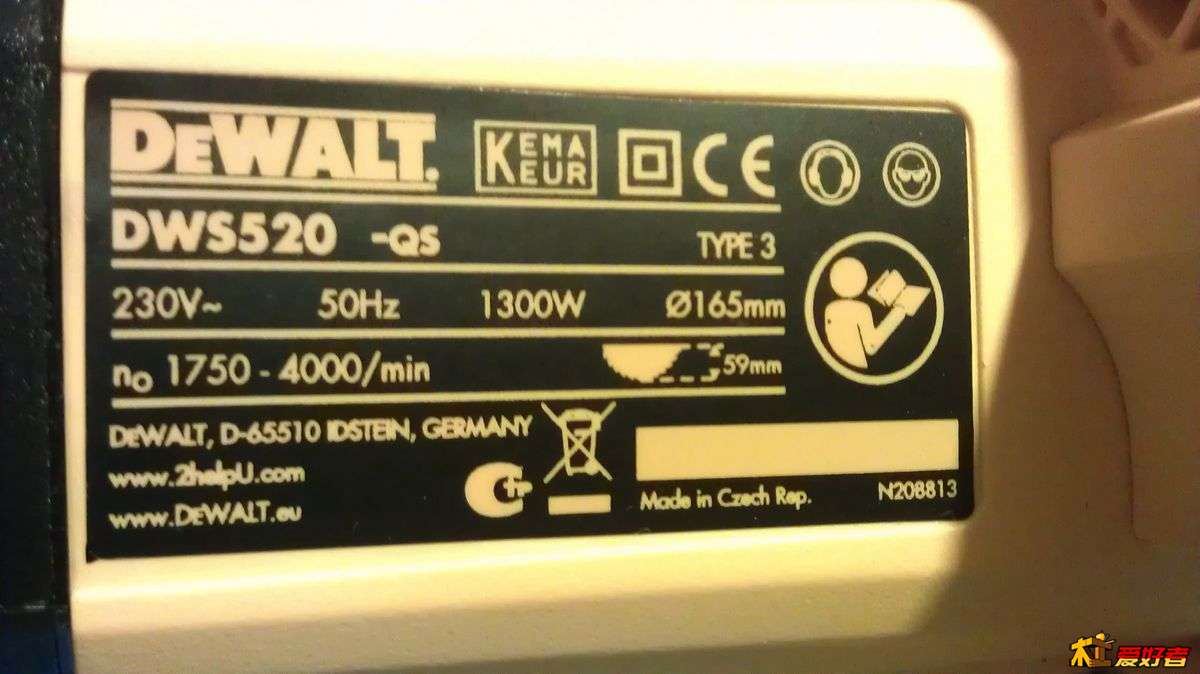 DEWALT.
KEMA
KEUR
CE
DWS520 -QS TYPE 3
230V~ 50Hz 1300W Ø165mm
n₀ 1750 - 4000/min 59mm
DEWALT, D-65510 IDSTEIN, GERMANY
www.2helpU.com
www.DEWALT.eu
Made in Czech Rep. N208813
木工爱好者